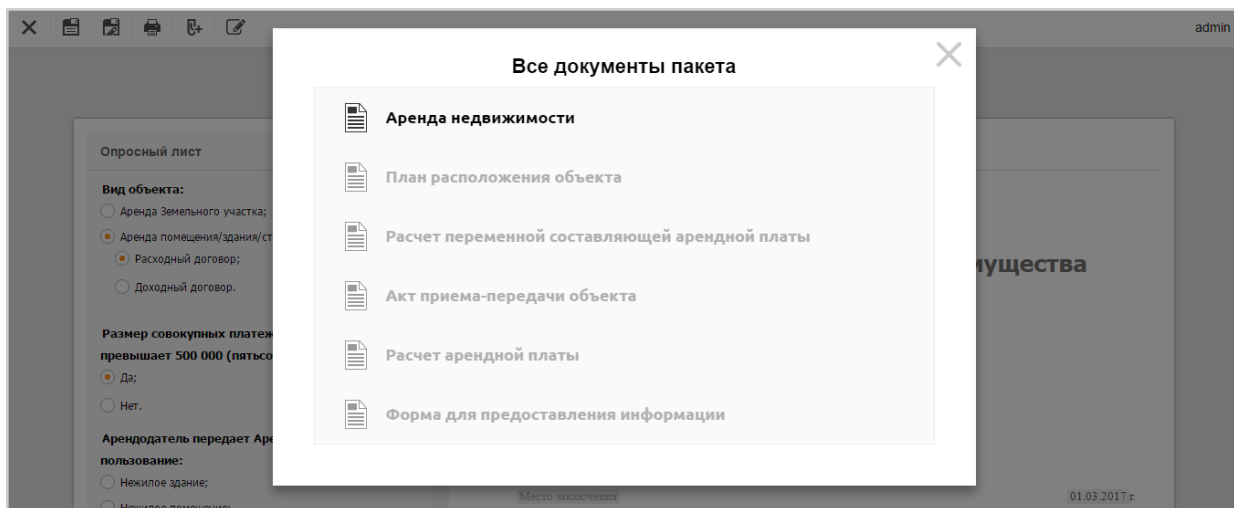 admin
Все документы пакета
Аренда недвижимости
План расположения объекта
Расчет переменной составляющей арендной платы
Акт приема-передачи объекта
Расчет арендной платы
Форма для предоставления информации
Опросный лист
Вид объекта:
Аренда Земельного участка;
Аренда помещения/здания/ст
Расходный договор;
Доходный договор.
Размер совокупных платеж
превышает 500 000 (пятьсо
Да;
Нет.
Арендодатель передает Аре
пользование:
Нежилое здание;
Нежилое помещение;
ущества
Место заключения
01.03.2017 г